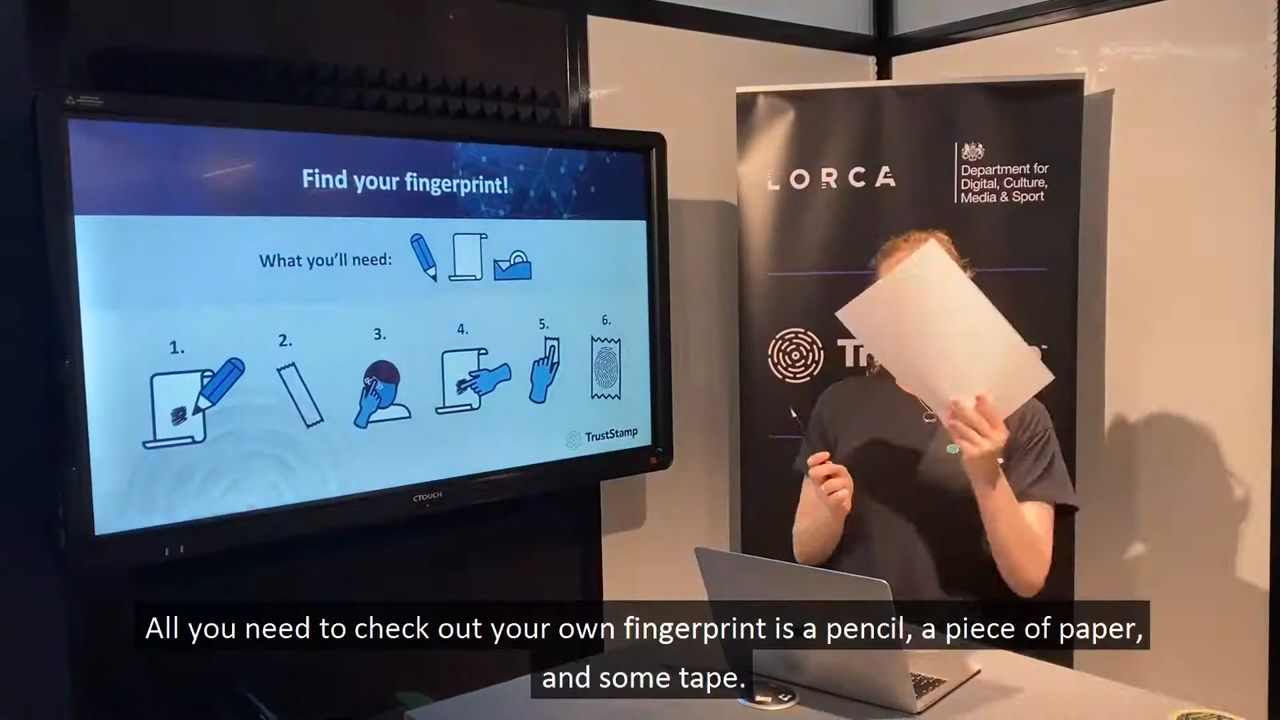 Find your fingerprint!
What you'll need:
1.
2.
3.
4.
5.
6.
TrustStamp
CTOUCH
LORCA
Department for
Digital, Culture,
Media & Sport
All you need to check out your own fingerprint is a pencil, a piece of paper,
and some tape.